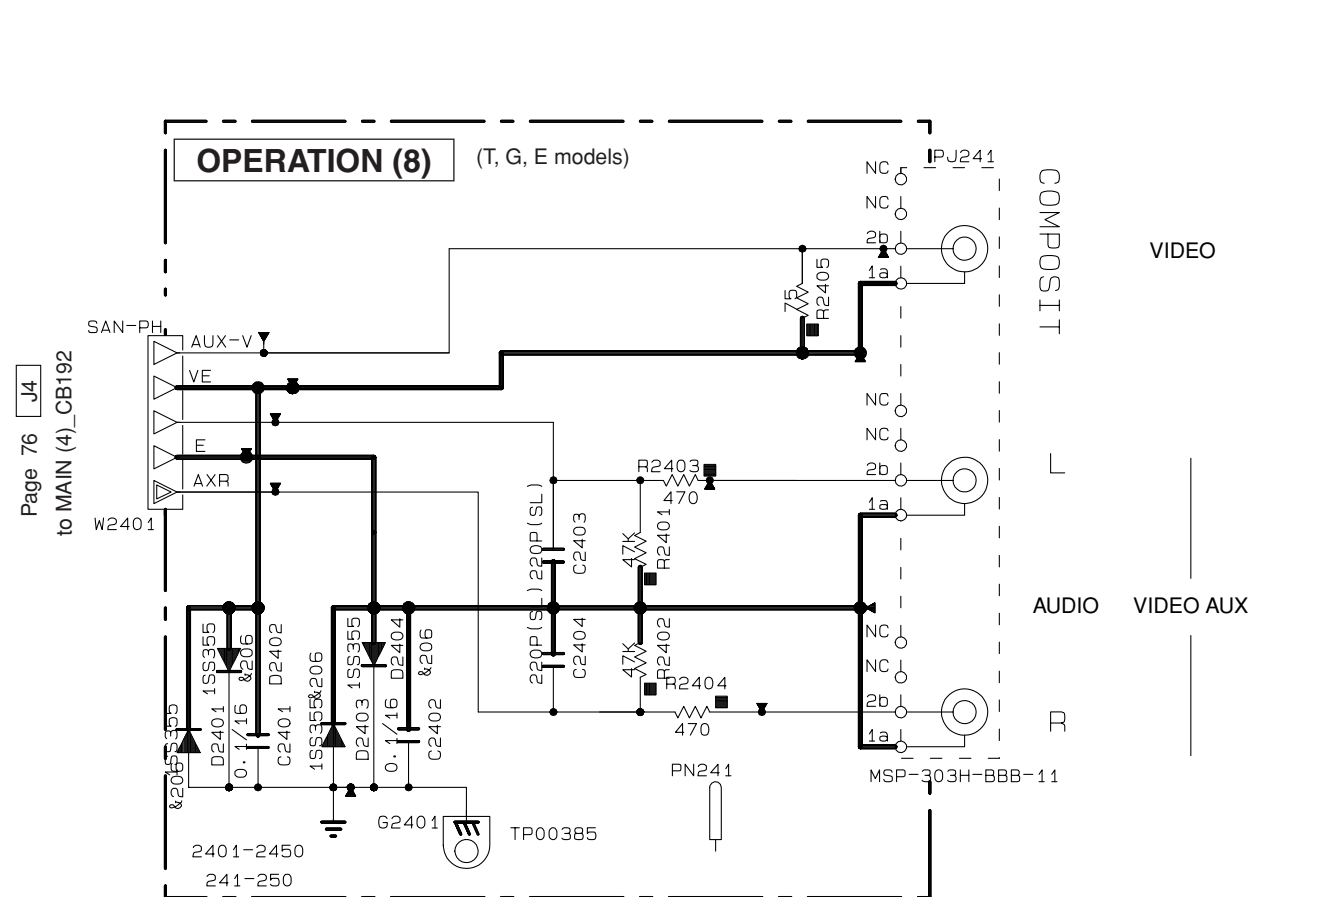 OPERATION (8)
(T, G, E models)
PJ241
NC
NC
2b
1a
COMPOSIT
VIDEO
75
R2405
SAN-PH
AUX-V
VE
E
AXR
W2401
Page 76 J4
to MAIN (4)_CB192
NC
NC
2b
1a
L
R2403
470
220P(SL)
C2403
47K
R2401
AUDIO
VIDEO AUX
220P(SL)
C2404
47K
R2402
R2404
470
NC
NC
2b
1a
R
1SS355
&206
D2401
1SS355
&206
D2402
0.1/16
C2401
1SS355
&206
D2403
1SS355
&206
D2404
0.1/16
C2402
MSP-303H-BBB-11
PN241
G2401
TP00385
2401-2450
241-250